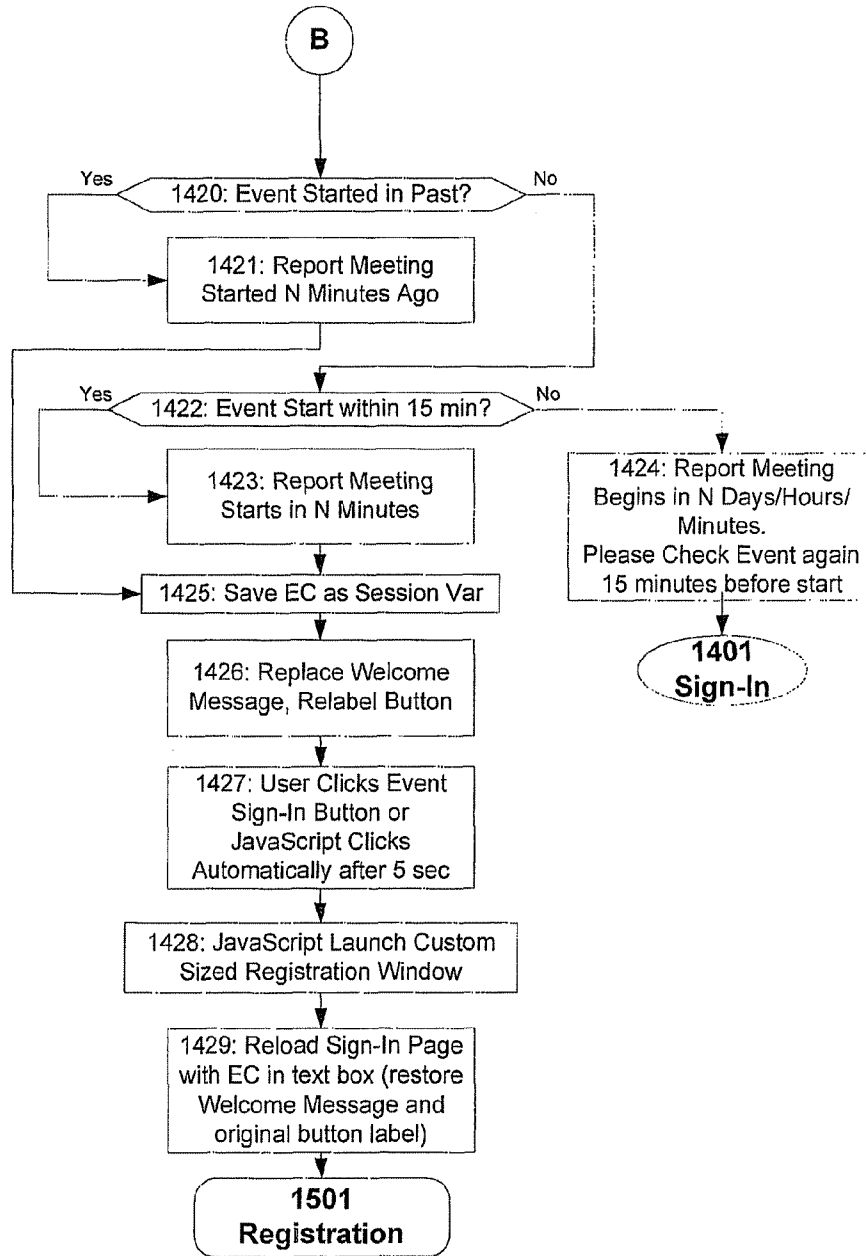 B
Yes
1420: Event Started in Past?
No
1421: Report Meeting
Started N Minutes Ago
Yes
1422: Event Start within 15 min?
No
1423: Report Meeting
Starts in N Minutes
1424: Report Meeting
Begins in N Days/Hours/
Minutes.
Please Check Event again
15 minutes before start
1425: Save EC as Session Var
1401
Sign-In
1426: Replace Welcome
Message, Relabel Button
1427: User Clicks Event
Sign-In Button or
JavaScript Clicks
Automatically after 5 sec
1428: JavaScript Launch Custom
Sized Registration Window
1429: Reload Sign-In Page
with EC in text box (restore
Welcome Message and
original button label)
1501
Registration